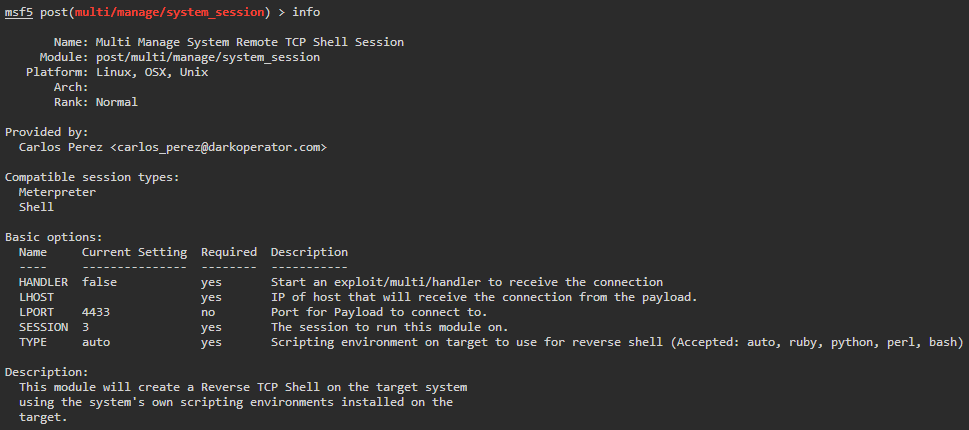 msf5 post(multi/manage/system_session) > info
Name: Multi Manage System Remote TCP Shell Session
Module: post/multi/manage/system_session
Platform: Linux, OSX, Unix
Arch:
Rank: Normal
Provided by:
Carlos Perez <carlos_perez@darkoperator.com>
Compatible session types:
Meterpreter
Shell
Basic options:
Name     Current Setting  Required  Description
----     ---------------  --------  -----------
HANDLER  false            yes       Start an exploit/multi/handler to receive the connection
LHOST                     yes       IP of host that will receive the connection from the payload.
LPORT    4433             no        Port for Payload to connect to.
SESSION  3                yes       The session to run this module on.
TYPE     auto             yes       Scripting environment on target to use for reverse shell (Accepted: auto, ruby, python, perl, bash)
Description:
This module will create a Reverse TCP Shell on the target system
using the system's own scripting environments installed on the
target.